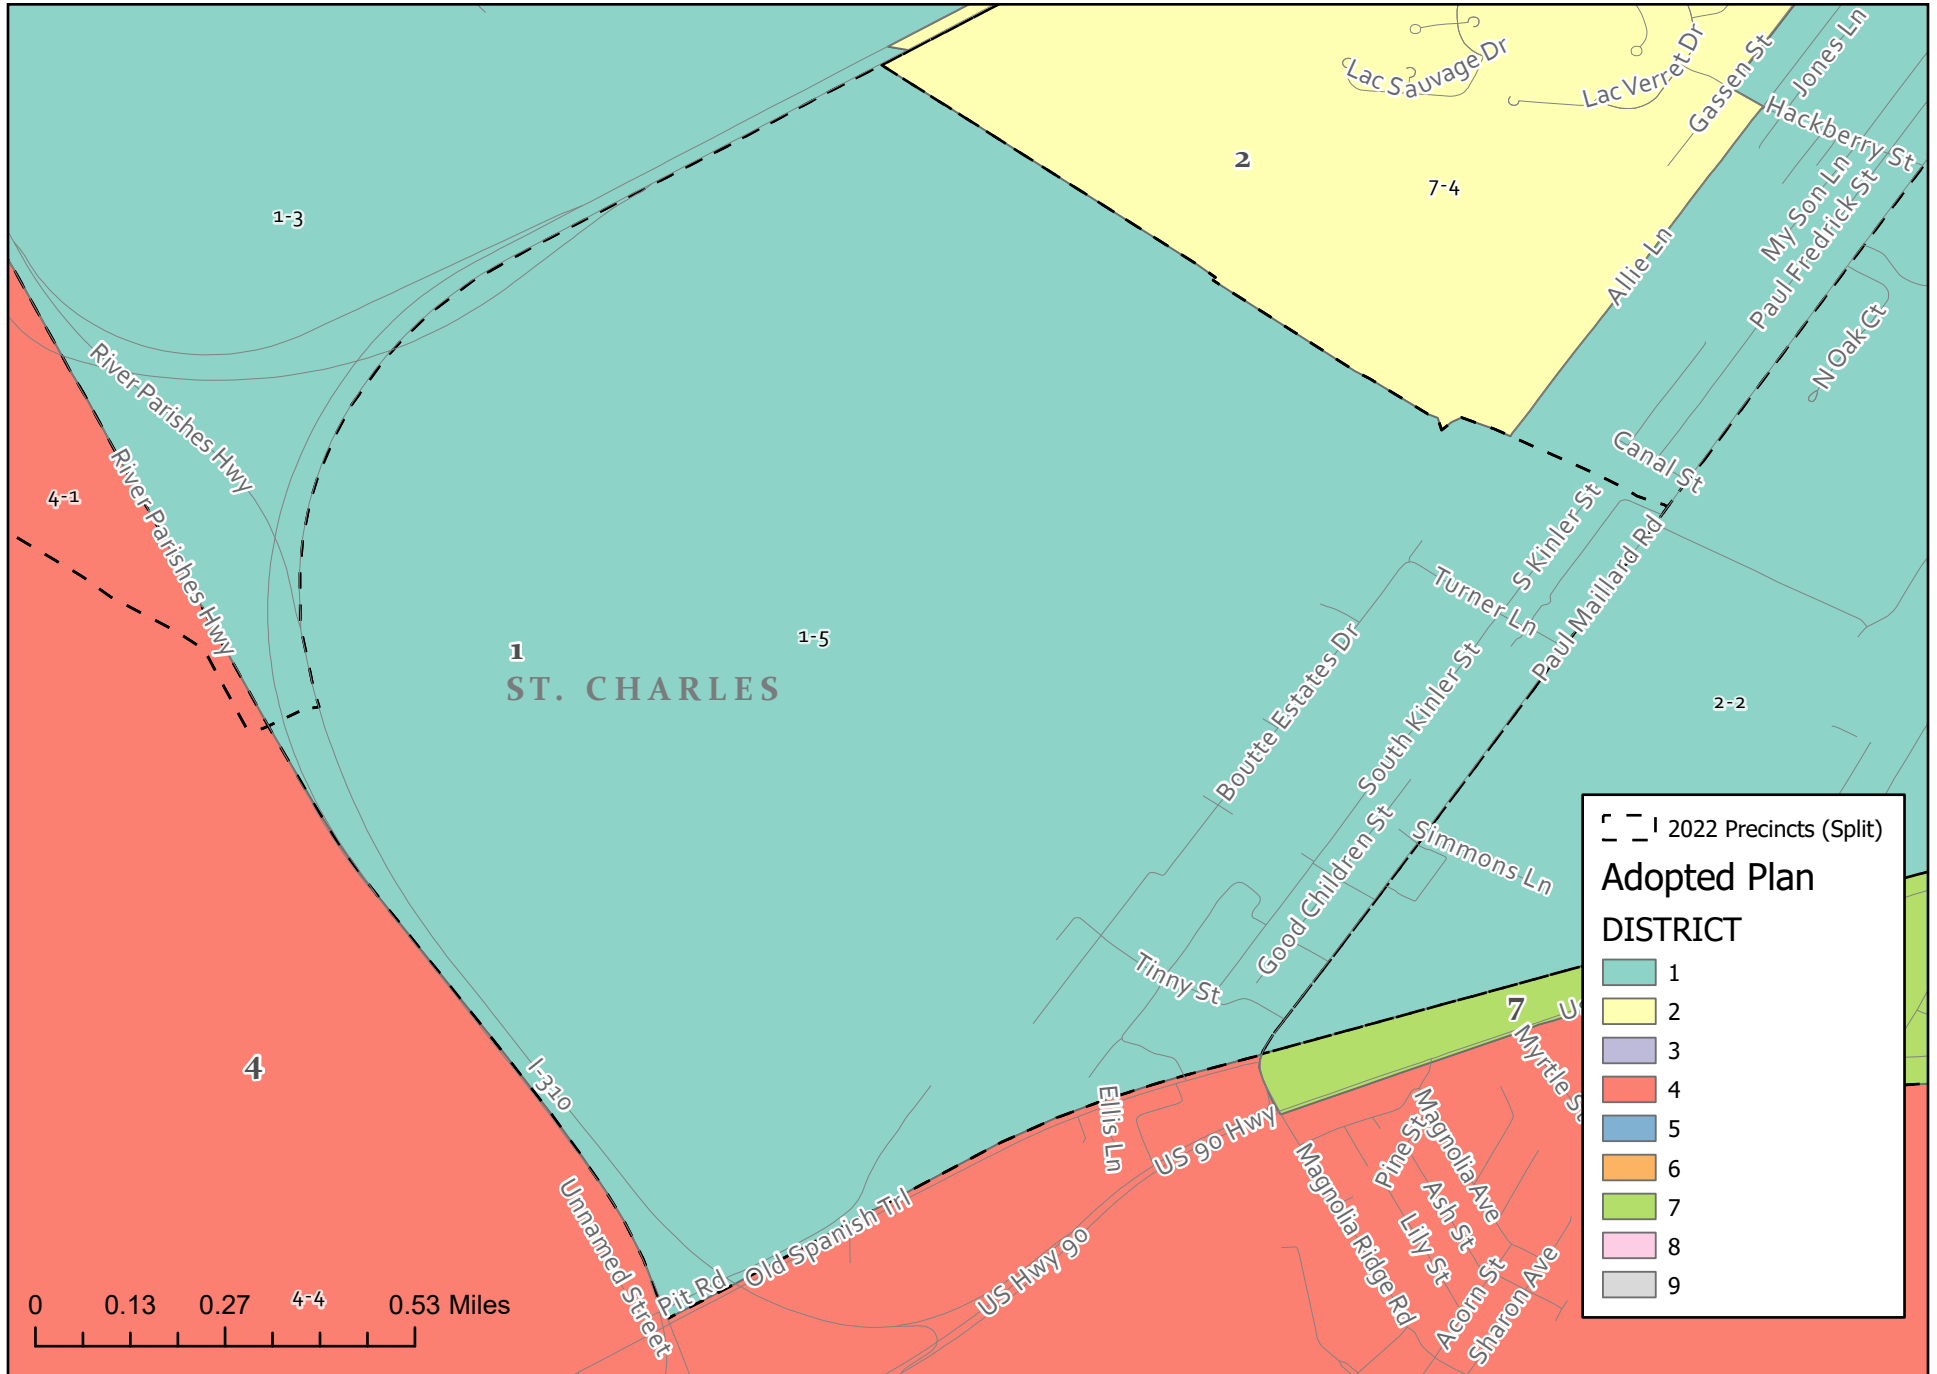 Jones Ln
Gassen St
Lac Sauvage Dr
Lac Verret Dr
Hackberry St
2
7-4
1-3
My Son Ln
Paul Fredrick St
Allie Ln
N Oak Ct
River Parishes Hwy
Canal St
4-1
River Parishes Hwy
S Kinler St
Paul Maillard Rd
Turner Ln
1-5
1
ST. CHARLES
Boutte Estates Dr
South Kinler St
2-2
Good Children St
Simmons Ln
Tinny St
7
US
Myrtle St
4
I-310
Ellis Ln
US 90 Hwy
Magnolia Ave
Pine St
Ash St
Lily St
Magnolia Ridge Rd
Acorn St
Sharon Ave
Unnamed Street
Pit Rd
Old Spanish Trl
US Hwy 90
4-4
0 0.13 0.27 0.53 Miles
2022 Precincts (Split)
Adopted Plan
DISTRICT
1
2
3
4
5
6
7
8
9